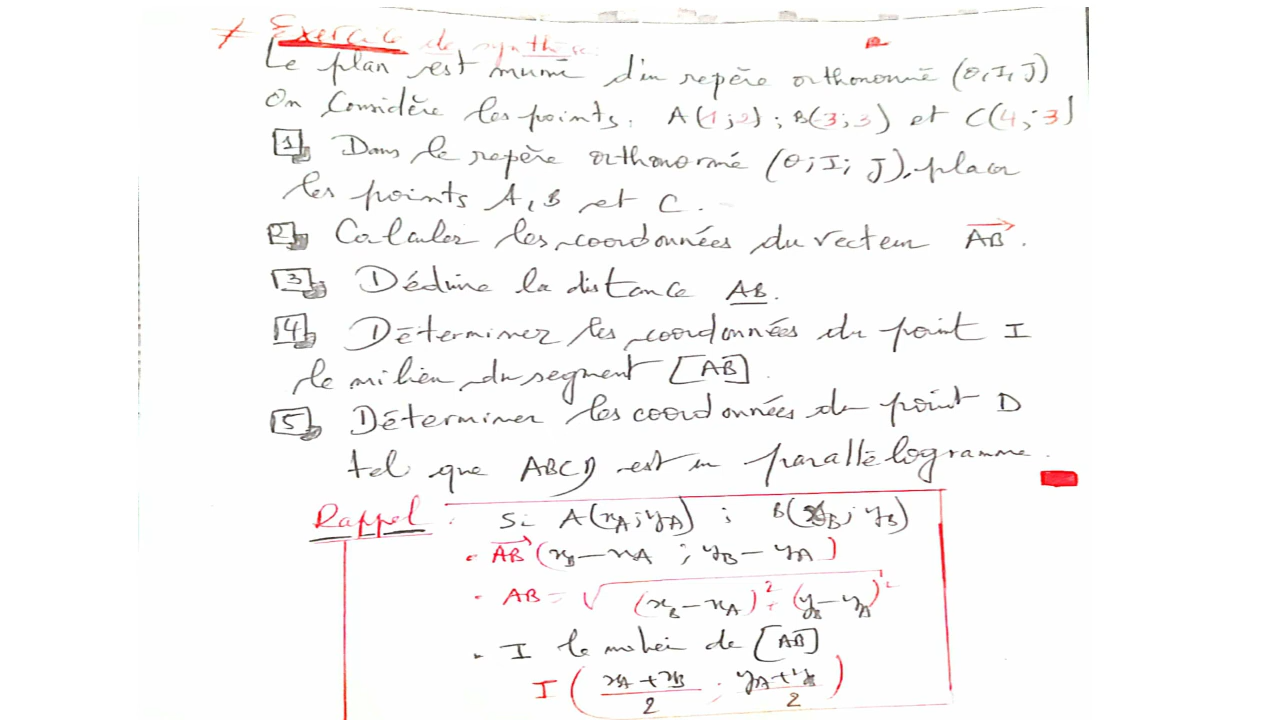 * Exercice de synthèse:
Le plan est muni d'un repère orthonormé (O, I, J)
On Considère les points: A(1;2); B(-3;3) et C(4;-3)
1 Dans le repère orthonormé (O; I; J), placer
les points A, B et C.
2 Calculer les coordonnées du vecteur AB.
3 Déduire la distance AB.
4 Déterminez les coordonnées du point I
le milieu du segment [AB].
5 Déterminer les coordonnées du point D
tel que ABCD est un parallélogramme.
Rappel: Si A(xA; yA) ; B(xB; yB)
• AB(xB - xA ; yB - yA)
• AB = √(xB - xA)² + (yB - yA)²
• I le milieu de [AB]
I(xA + xB / 2 ; yA + yB / 2)